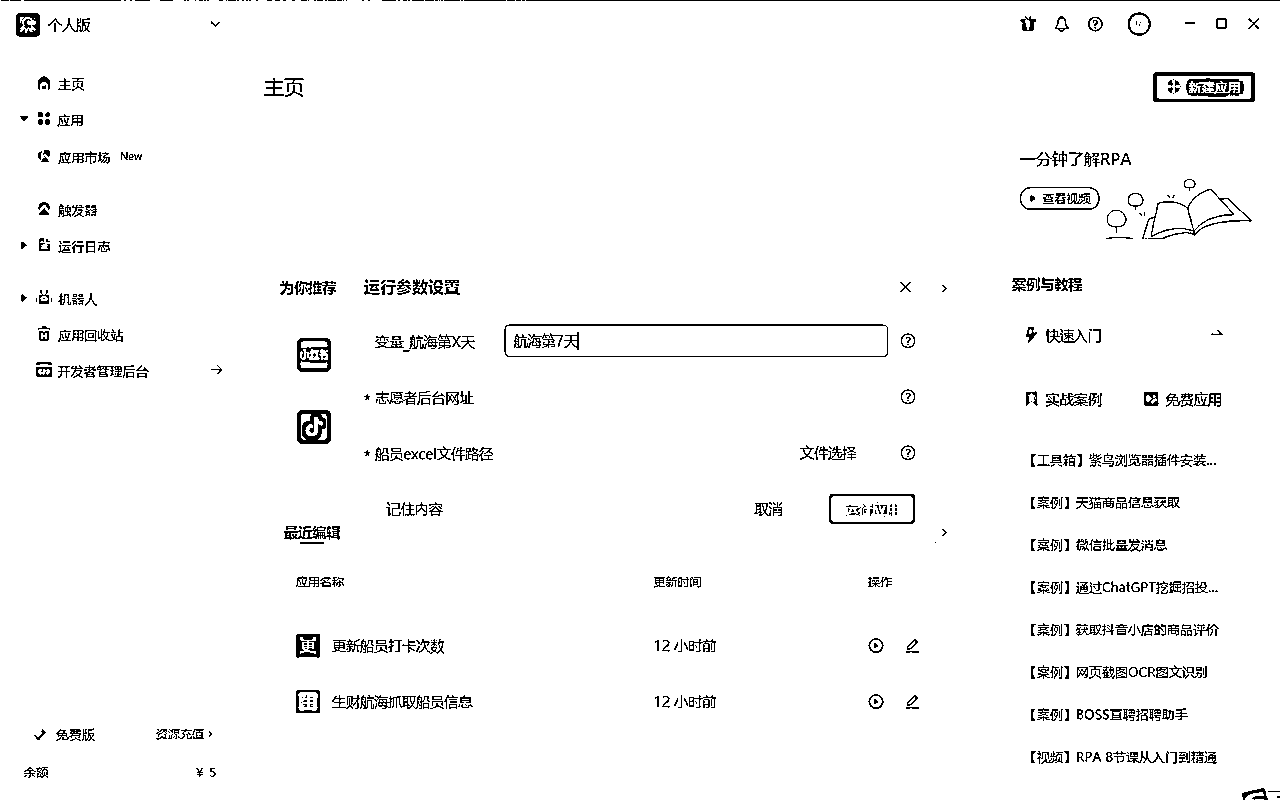 个人版
主页
应用
应用市场 New
触发器
运行日志
机器人
应用回收站
开发者管理后台
免费版 资源充值
余额 ¥ 5
主页
新建应用
一分钟了解RPA
查看视频
为你推荐
运行参数设置
变量_航海第X天 航海第7天
* 志愿者后台网址
* 船员excel文件路径 文件选择
记住内容 取消 运行应用
最近编辑
应用名称 更新时间 操作
更新船员打卡次数 12 小时前
生财航海抓取船员信息 12 小时前
案例与教程
快速入门
实战案例 免费应用
【工具箱】紫鸟浏览器插件安装...
【案例】天猫商品信息获取
【案例】微信批量发消息
【案例】通过ChatGPT挖掘招投...
【案例】获取抖音小店的商品评价
【案例】网页截图OCR图文识别
【案例】BOSS直聘招聘助手
【视频】RPA 8节课从入门到精通